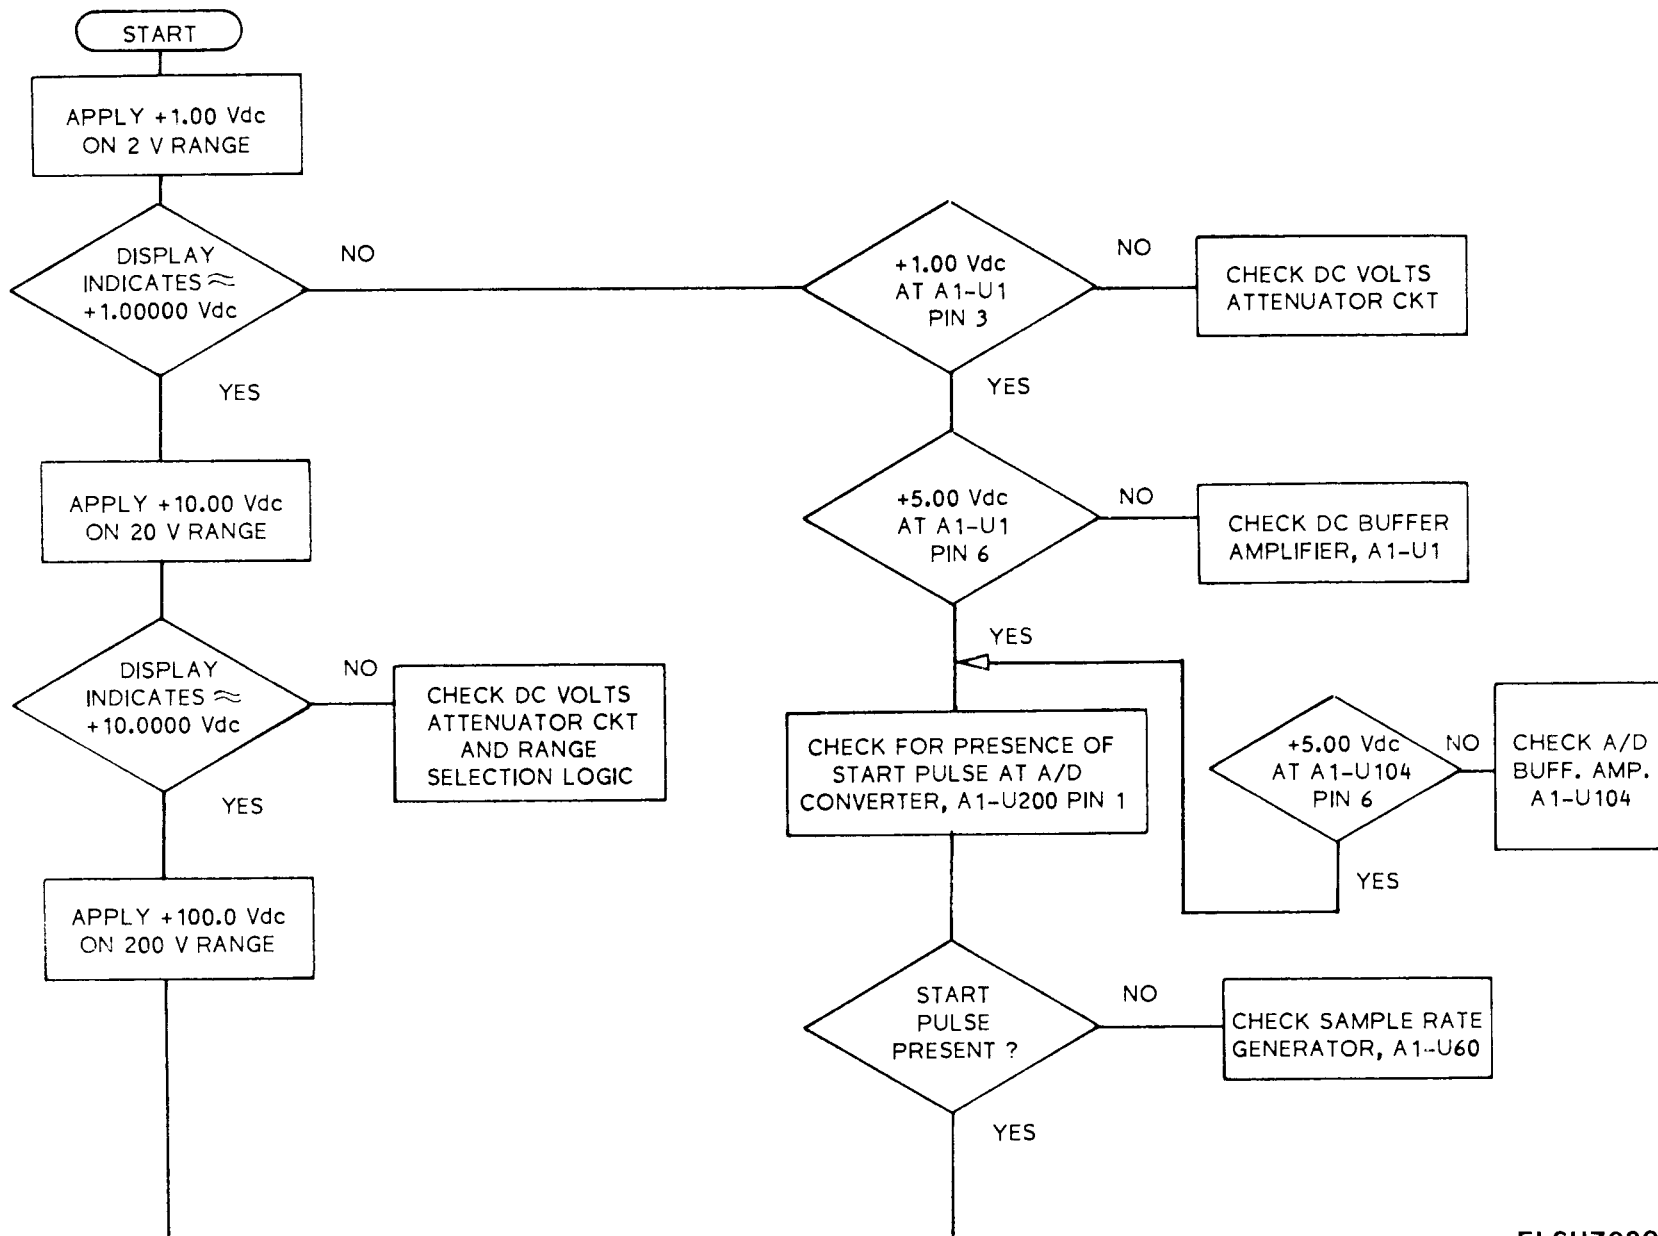 START
APPLY +1.00 Vdc
ON 2 V RANGE
DISPLAY
INDICATES ≈
+1.00000 Vdc
NO
YES
+1.00 Vdc
AT A1-U1
PIN 3
NO
CHECK DC VOLTS
ATTENUATOR CKT
YES
APPLY +10.00 Vdc
ON 20 V RANGE
+5.00 Vdc
AT A1-U1
PIN 6
NO
CHECK DC BUFFER
AMPLIFIER, A1-U1
YES
DISPLAY
INDICATES ≈
+10.0000 Vdc
NO
CHECK DC VOLTS
ATTENUATOR CKT
AND RANGE
SELECTION LOGIC
YES
CHECK FOR PRESENCE OF
START PULSE AT A/D
CONVERTER, A1-U200 PIN 1
+5.00 Vdc
AT A1-U104
PIN 6
NO
CHECK A/D
BUFF. AMP.
A1-U104
YES
APPLY +100.0 Vdc
ON 200 V RANGE
START
PULSE
PRESENT ?
NO
CHECK SAMPLE RATE
GENERATOR, A1-U60
YES